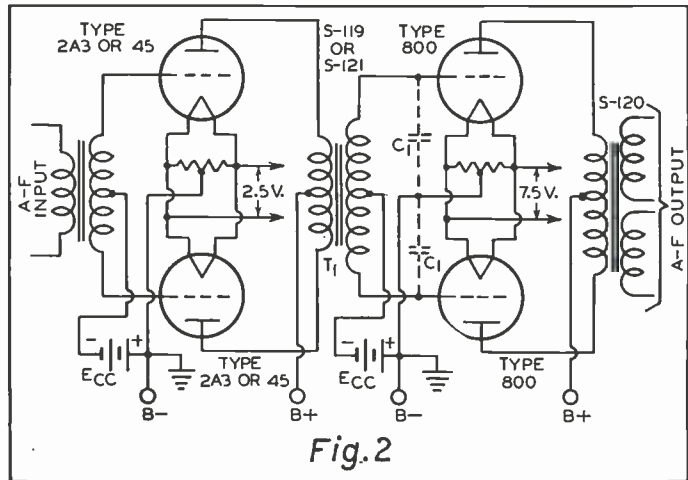 TYPE
2A3 OR 45
S-119
OR
S-121
TYPE
800
S-120
A-F
INPUT
2.5 V.
C1
7.5 V.
A-F OUTPUT
T1
C1
- +
ECC
B-
TYPE
2A3 OR 45
B+
- +
ECC
B-
TYPE
800
B+
Fig. 2